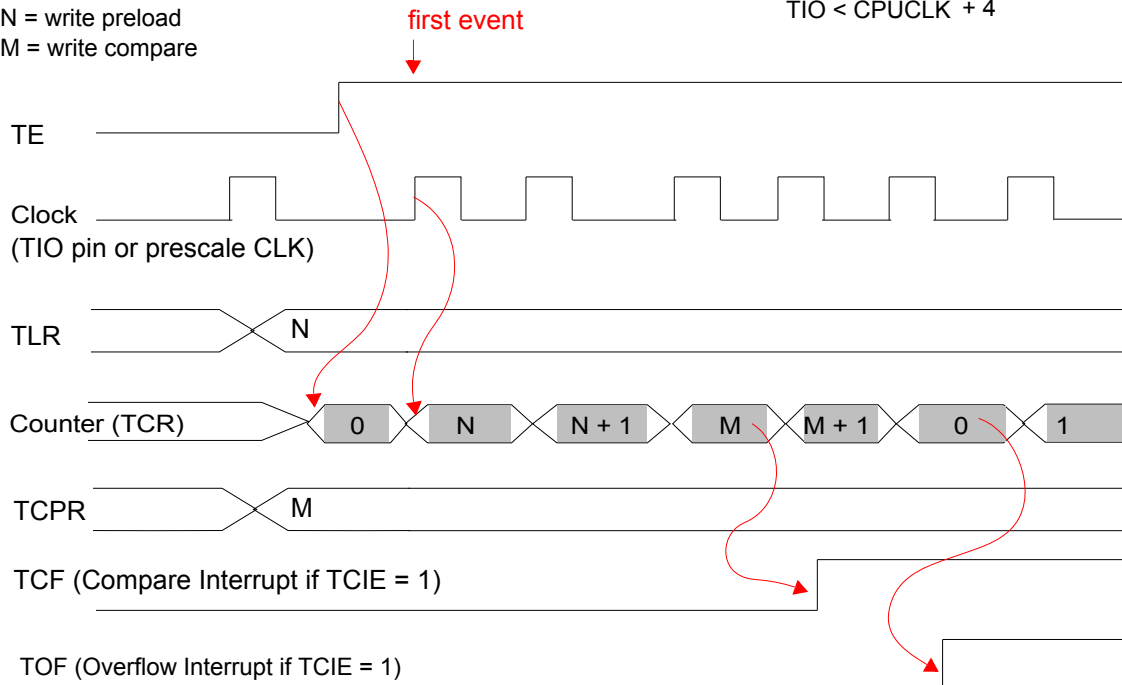 N = write preload
M = write compare
first event
TIO < CPUCLK + 4
TE
Clock
(TIO pin or prescale CLK)
TLR
N
Counter (TCR)
0 N N + 1 M M + 1 0 1
TCPR
M
TCF (Compare Interrupt if TCIE = 1)
TOF (Overflow Interrupt if TCIE = 1)